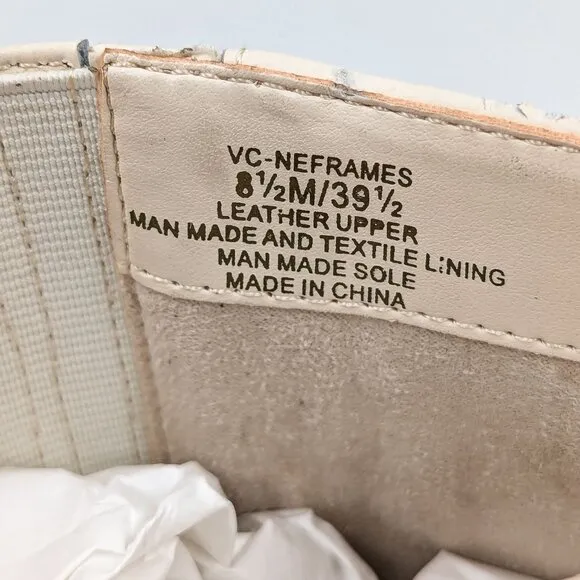 VC-NEFRAMES
8½M/39½
LEATHER UPPER
MAN MADE AND TEXTILE LINING
MAN MADE SOLE
MADE IN CHINA